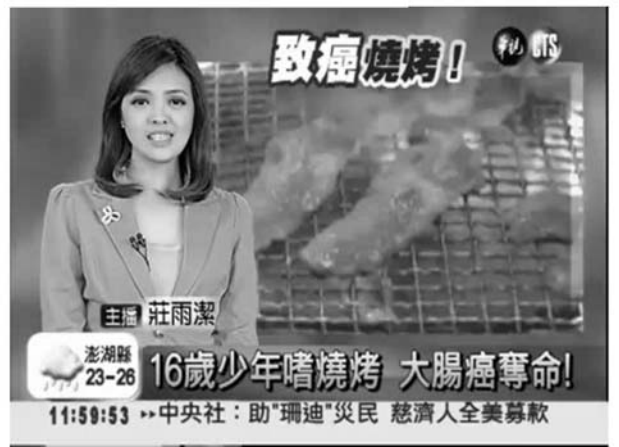 致癌燒烤！
華視 CTS
主播 莊雨潔
澎湖縣
23-26
16歲少年嗜燒烤 大腸癌奪命!
11:59:53 ▸▸中央社：助"珊迪"災民 慈濟人全美募款